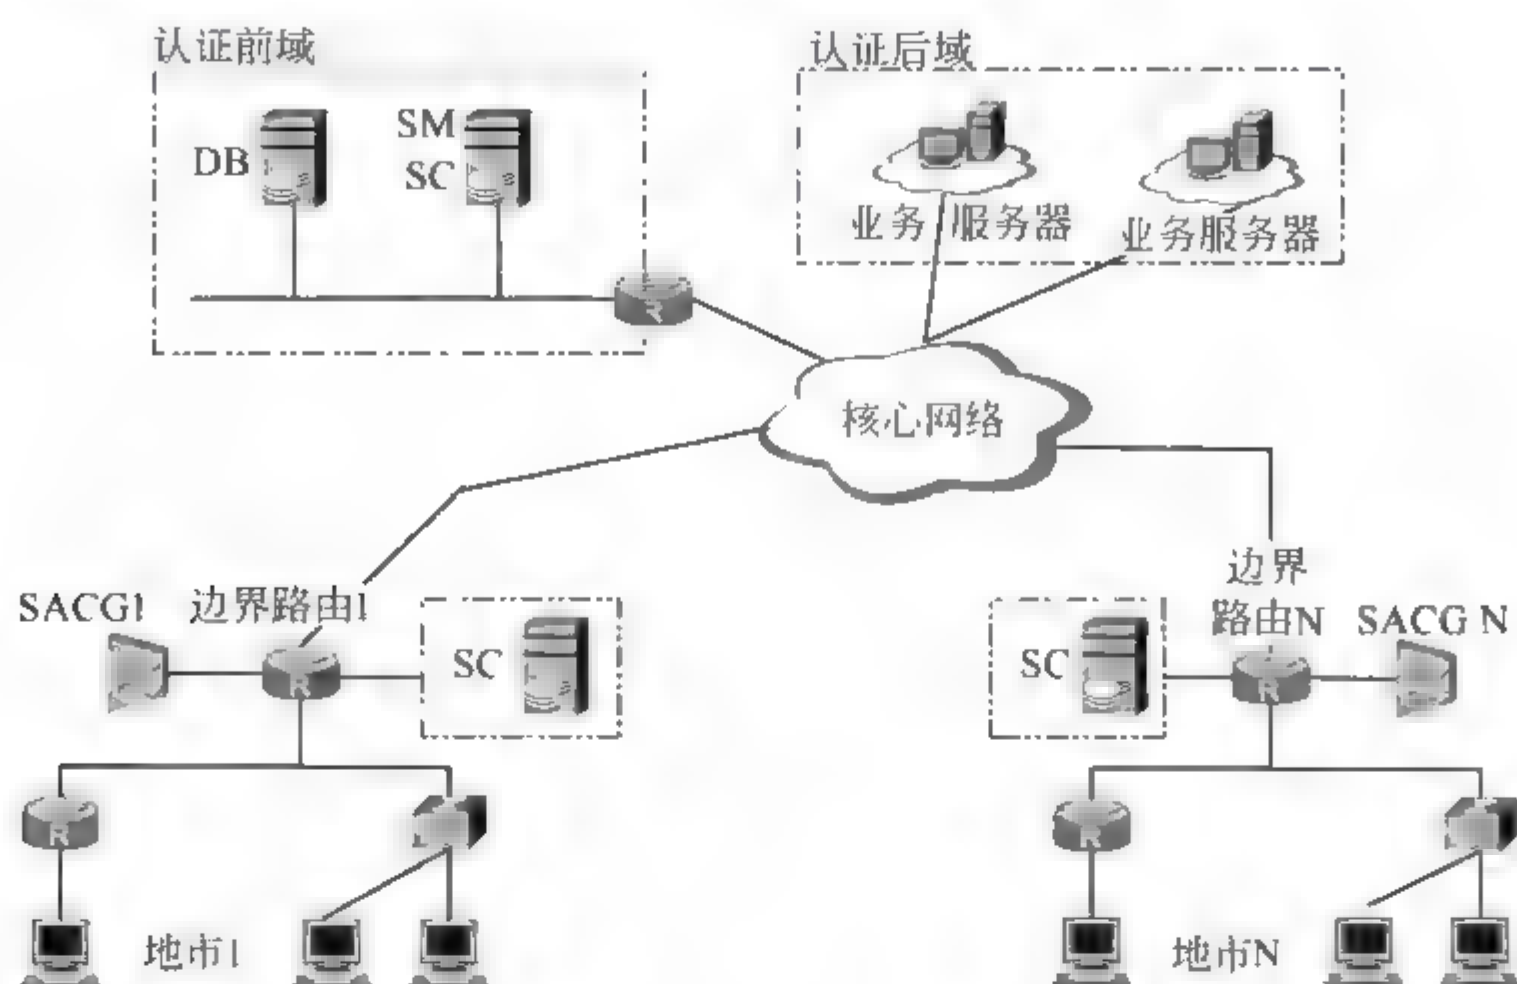 认证前域
认证后域
DB
SM
SC
业务服务器
业务服务器
R
核心网络
SACG1
边界路由1
边界
路由N
SACG N
R
SC
SC
R
R
R
地市1
地市N